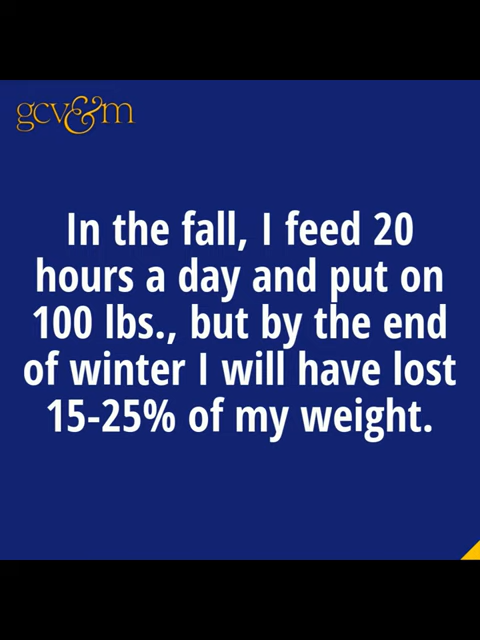 gcv&m
In the fall, I feed 20
hours a day and put on
100 lbs., but by the end
of winter I will have lost
15-25% of my weight.